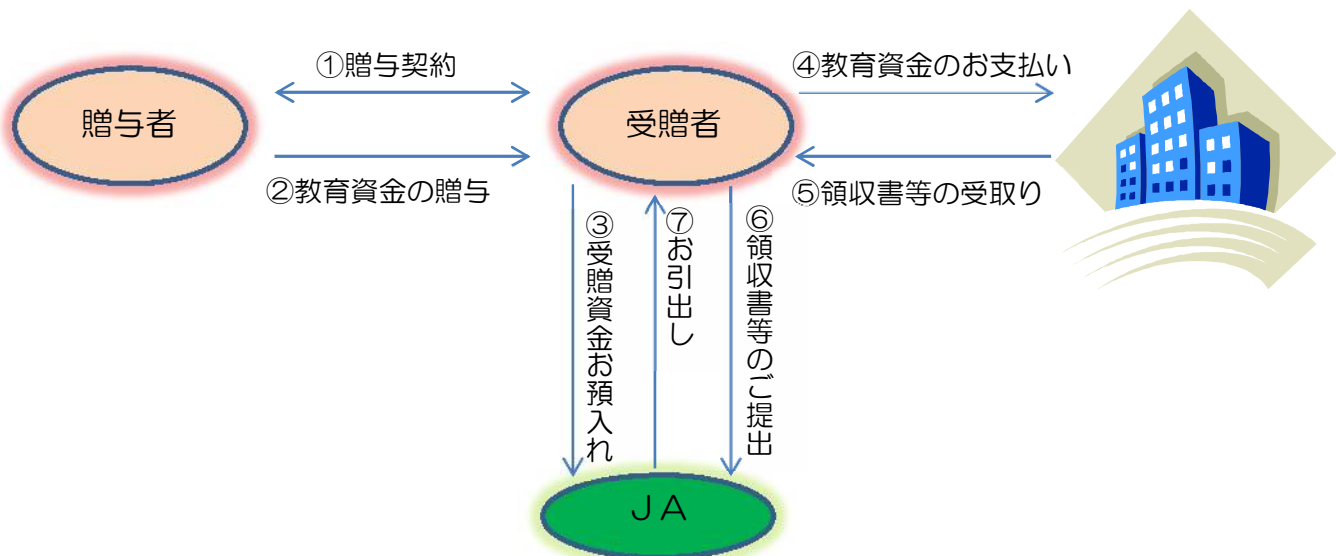 ①贈与契約
④教育資金のお支払い
贈与者
受贈者
②教育資金の贈与
⑤領収書等の受取り
③受贈資金お預入れ
⑦お引出し
⑥領収書等のご提出
ＪＡ